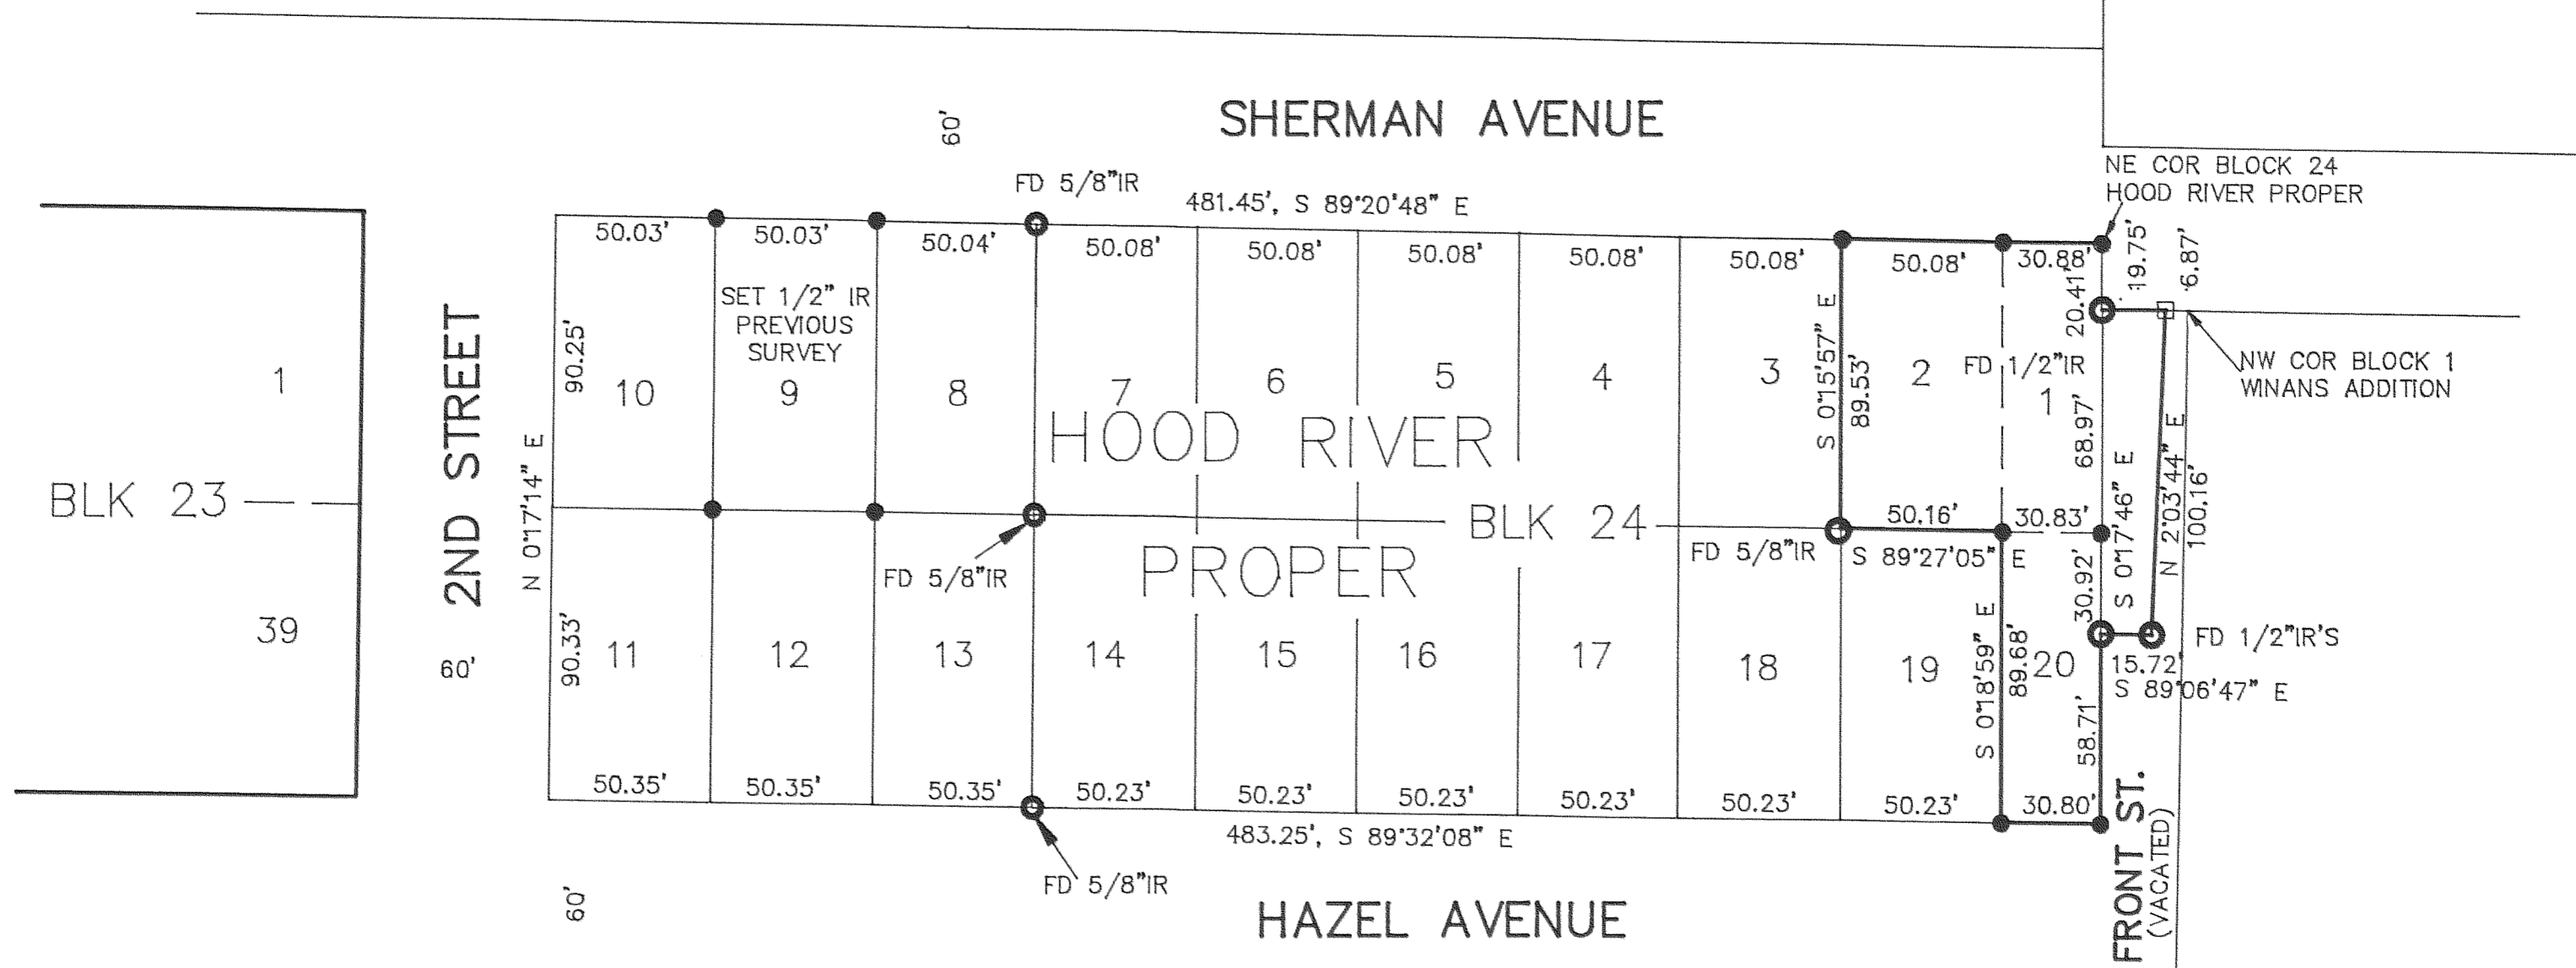 SHERMAN AVENUE
60'
NE COR BLOCK 24
HOOD RIVER PROPER
FD 5/8"IR
481.45', S 89°20'48" E
50.03'
50.03'
50.04'
50.08'
50.08'
50.08'
50.08'
50.08'
50.08'
30.88'
20.41'
19.75'
6.87'
SET 1/2" IR
PREVIOUS
SURVEY
90.25'
10
9
8
7
6
5
4
3
2
1
FD 1/2"IR
S 0°15'57" E
89.53'
68.97'
NW COR BLOCK 1
WINANS ADDITION
1
BLK 23
39
2ND STREET
60'
N 0°17'14" E
HOOD RIVER
PROPER
BLK 24
FD 5/8"IR
FD 5/8"IR
50.16'
30.83'
S 89°27'05" E
S 0°17'46" E
N 2°03'44" E
100.16'
30.92'
FD 1/2"IR'S
15.72'
S 89°06'47" E
90.33'
11
12
13
14
15
16
17
18
19
20
S 0°18'59" E
89.68'
58.71'
50.35'
50.35'
50.35'
50.23'
50.23'
50.23'
50.23'
50.23'
50.23'
30.80'
483.25', S 89°32'08" E
FD 5/8"IR
60'
HAZEL AVENUE
FRONT ST.
(VACATED)